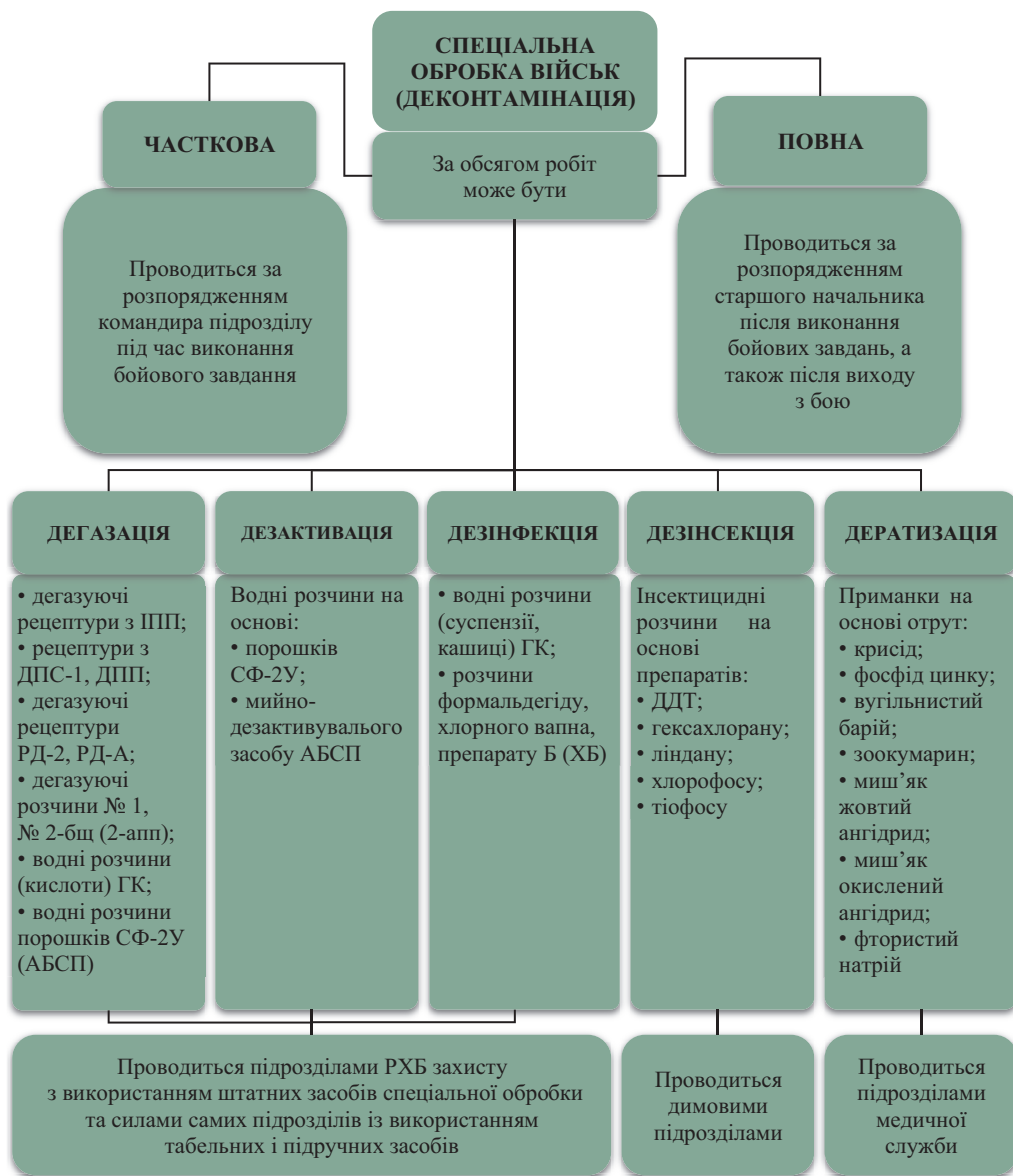 СПЕЦІАЛЬНА
ОБРОБКА ВІЙСЬК
(ДЕКОНТАМІНАЦІЯ)
За обсягом робіт
може бути
ЧАСТКОВА
Проводиться за
розпорядженням
командира підрозділу
під час виконання
бойового завдання
ПОВНА
Проводиться за
розпорядженням
старшого начальника
після виконання
бойових завдань, а
також після виходу
з бою
ДЕГАЗАЦІЯ
• дегазуючі
рецептури з ІПП;
• рецептури з
ДПС-1, ДПП;
• дегазуючі
рецептури
РД-2, РД-А;
• дегазуючі
розчини № 1,
№ 2-бщ (2-апп);
• водні розчини
(кислоти) ГК;
• водні розчини
порошків СФ-2У
(АБСП)
ДЕЗАКТИВАЦІЯ
Водні розчини на
основі:
• порошків
СФ-2У;
• мийно-
дезактивувального
засобу АБСП
ДЕЗІНФЕКЦІЯ
• водні розчини
(суспензії,
кашиці) ГК;
• розчини
формальдегіду,
хлорного вапна,
препарату Б (ХБ)
ДЕЗІНСЕКЦІЯ
Інсектицидні
розчини на
основі
препаратів:
• ДДТ;
• гексахлорану;
• ліндану;
• хлорофосу;
• тіофосу
ДЕРАТИЗАЦІЯ
Приманки на
основі отрут:
• крисід;
• фосфід цинку;
• вугільнистий
барій;
• зоокумарин;
• миш’як
жовтий
ангідрид;
• миш’як
окислений
ангідрид;
• фтористий
натрій
Проводиться підрозділами РХБ захисту
з використанням штатних засобів спеціальної обробки
та силами самих підрозділів із використанням
табельних і підручних засобів
Проводиться
димовими
підрозділами
Проводиться
підрозділами
медичної
служби